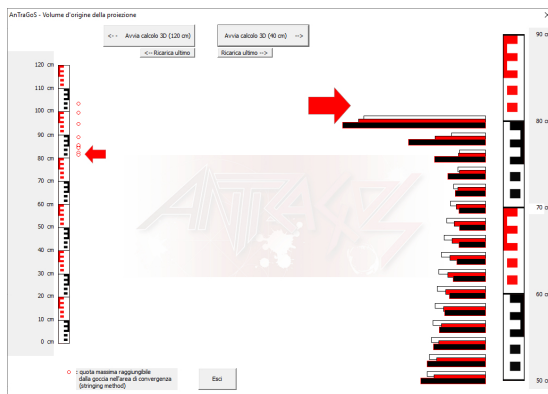 AnTraGoS - Volume d'origine della proiezione
<-- Avvia calcolo 3D (120 cm)
Avvia calcolo 3D (40 cm) -->
<-- Ricarica ultimo
Ricarica ultimo -->
120 cm
110 cm
100 cm
90 cm
80 cm
70 cm
60 cm
50 cm
40 cm
30 cm
20 cm
10 cm
0 cm
90 c
80 c
70 c
60 c
50 c
ANTRAGOS
: quota massima raggiungibile
dalla goccia nell'area di convergenza
(stringing method)
Esci